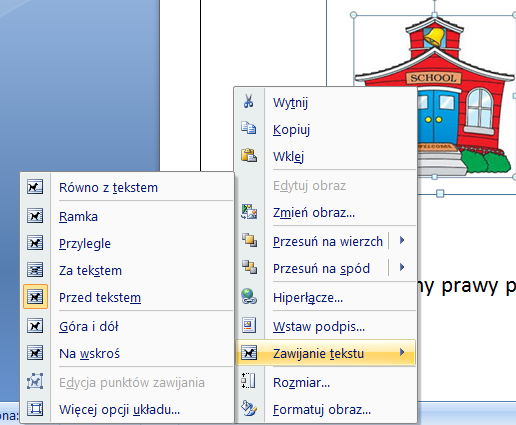 SCHOOL
WELCOME
Wytnij
Kopiuj
Wklej
Edytuj obraz
Zmień obraz...
Przesuń na wierzch
Przesuń na spód
Hiperłącze...
Wstaw podpis...
Zawijanie tekstu
Rozmiar...
Formatuj obraz...
Równo z tekstem
Ramka
Przylegle
Za tekstem
Przed tekstem
Góra i dół
Na wskroś
Edycja punktów zawijania
Więcej opcji układu...
ny prawy p
ona: